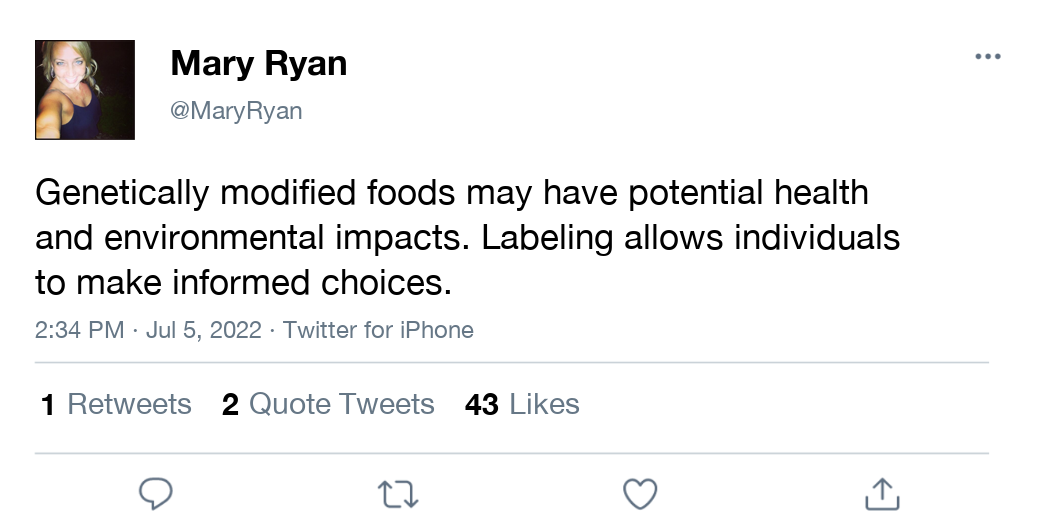 Mary Ryan
@MaryRyan
Genetically modified foods may have potential health
and environmental impacts. Labeling allows individuals
to make informed choices.
2:34 PM · Jul 5, 2022 · Twitter for iPhone
1 Retweets 2 Quote Tweets 43 Likes